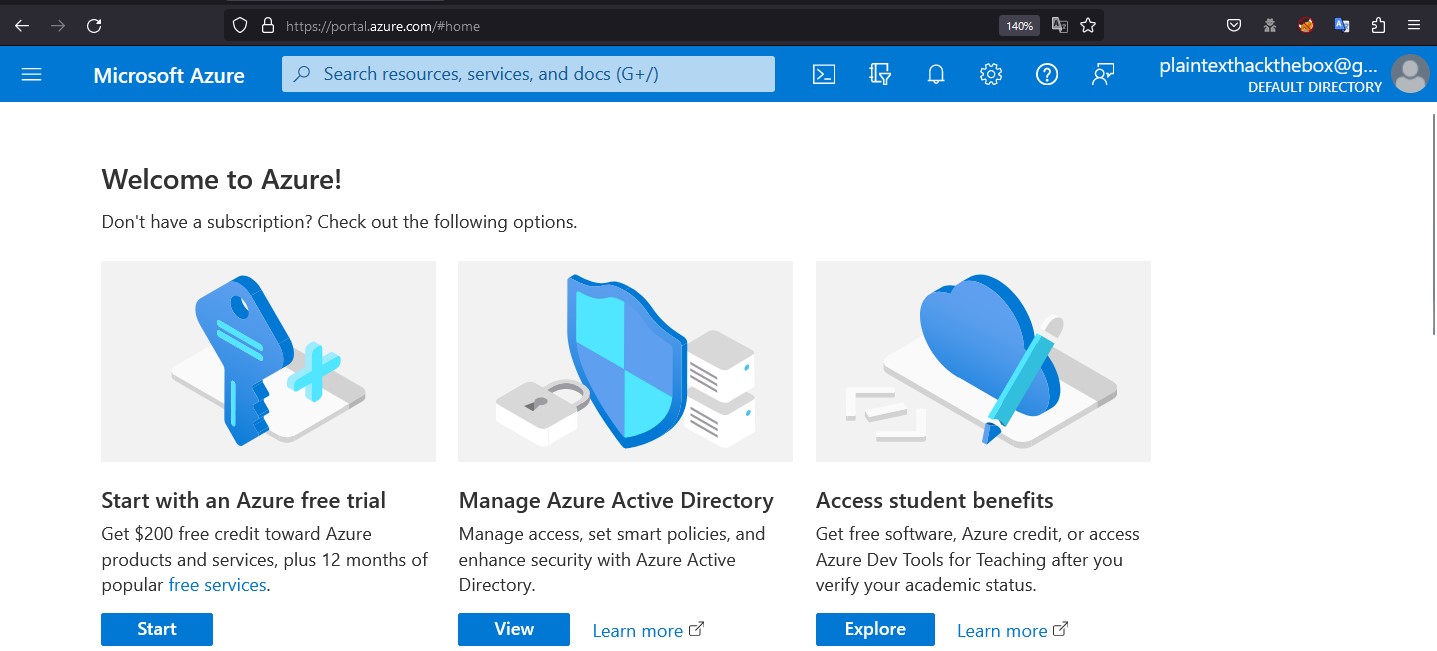 https://portal.azure.com/#home
140%
Microsoft Azure
Search resources, services, and docs (G+/)
plaintexthackthebox@g...
DEFAULT DIRECTORY
Welcome to Azure!
Don't have a subscription? Check out the following options.
Start with an Azure free trial
Get $200 free credit toward Azure
products and services, plus 12 months of
popular free services.
Start
Manage Azure Active Directory
Manage access, set smart policies, and
enhance security with Azure Active
Directory.
View
Learn more
Access student benefits
Get free software, Azure credit, or access
Azure Dev Tools for Teaching after you
verify your academic status.
Explore
Learn more